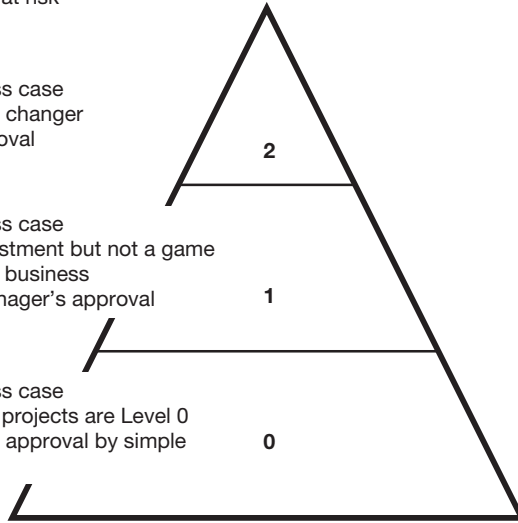 at risk
ss case
changer
oval
2
ss case
stment but not a game
business
nager's approval
1
ss case
projects are Level 0
approval by simple
0